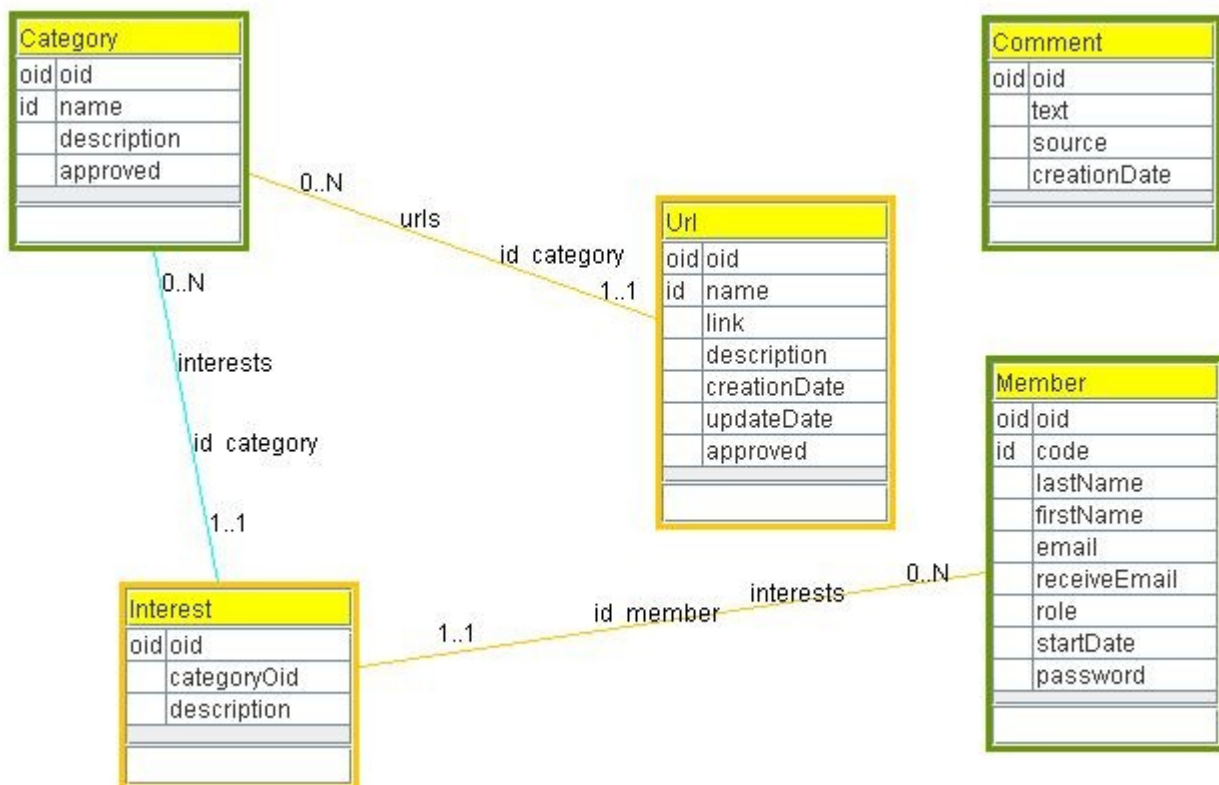 Category
oid oid
id name
description
approved
Comment
oid oid
text
source
creationDate
0..N
urls
id category
1..1
Url
oid oid
id name
link
description
creationDate
updateDate
approved
0..N
interests
id category
1..1
Member
oid oid
id code
lastName
firstName
email
receiveEmail
role
startDate
password
Interest
oid oid
categoryOid
description
1..1
id member
interests
0..N